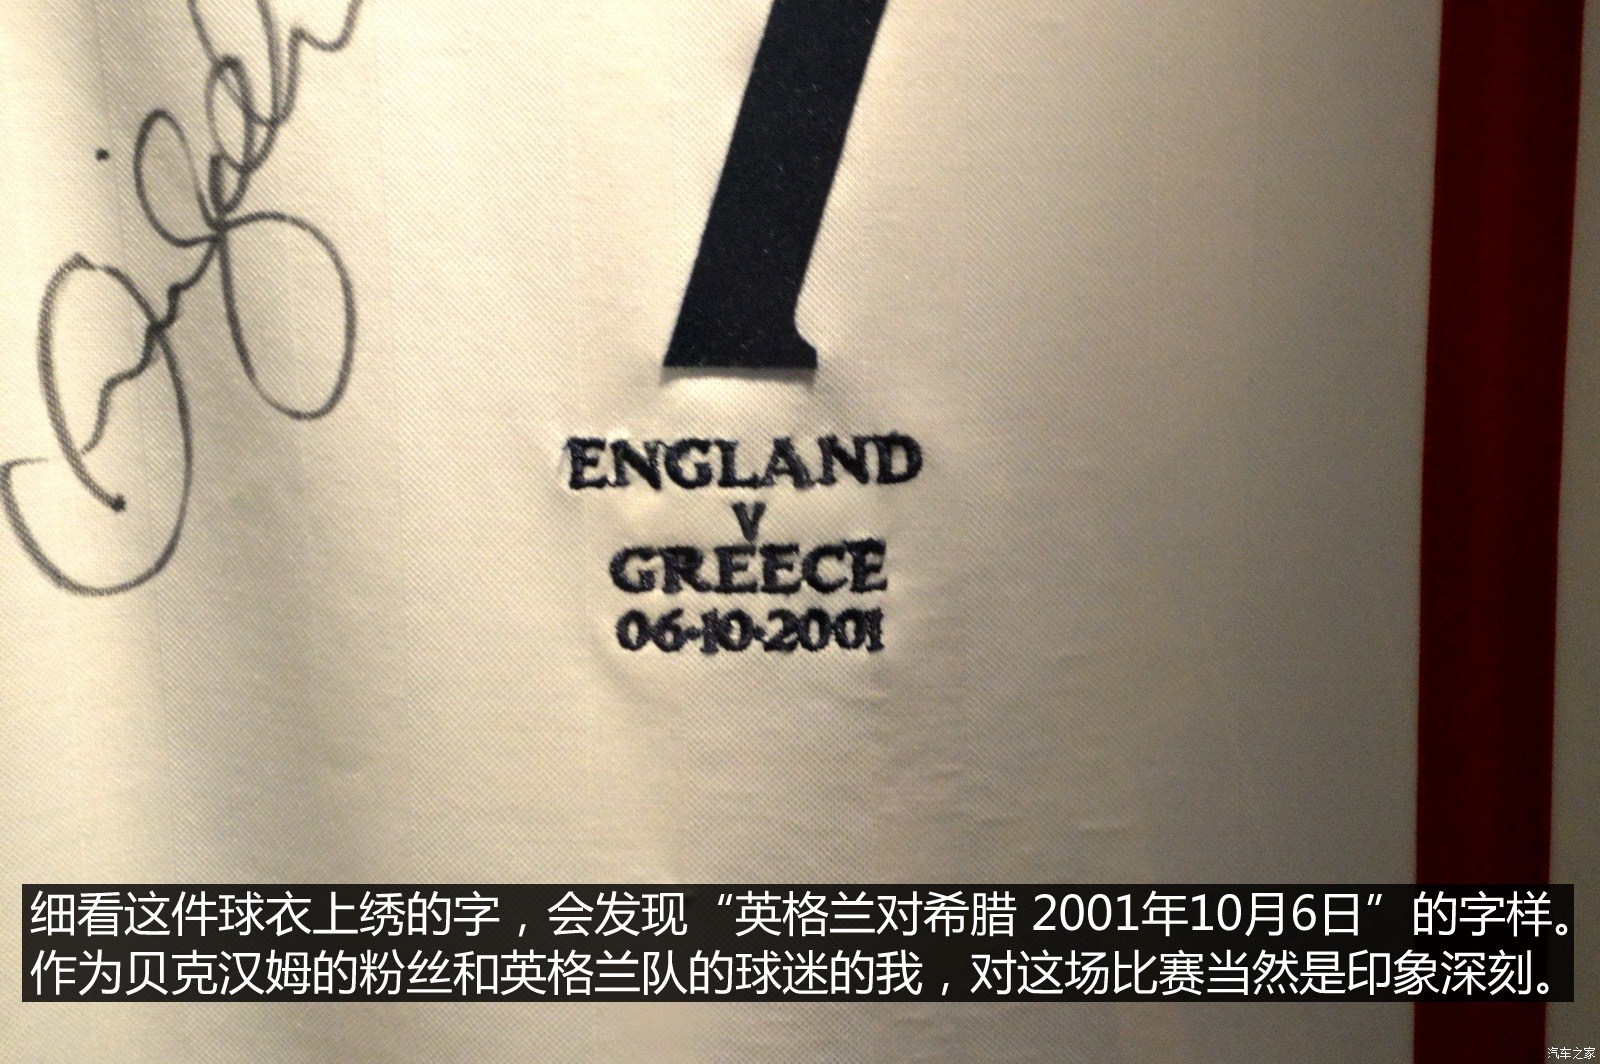 7
ENGLAND
V
GREECE
06·10·2001
细看这件球衣上绣的字，会发现“英格兰对希腊 2001年10月6日”的字样。
作为贝克汉姆的粉丝和英格兰队的球迷的我，对这场比赛当然是印象深刻。
汽车之家